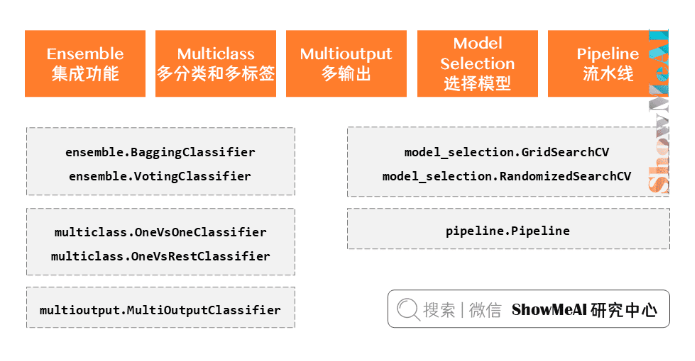 Ensemble
集成功能
Multiclass
多分类和多标签
Multioutput
多输出
Model
Selection
选择模型
Pipeline
流水线
ShowMeAI
ensemble.BaggingClassifier
ensemble.VotingClassifier
model_selection.GridSearchCV
model_selection.RandomizedSearchCV
multiclass.OneVsOneClassifier
multiclass.OneVsRestClassifier
pipeline.Pipeline
multioutput.MultiOutputClassifier
搜索 | 微信 ShowMeAI 研究中心